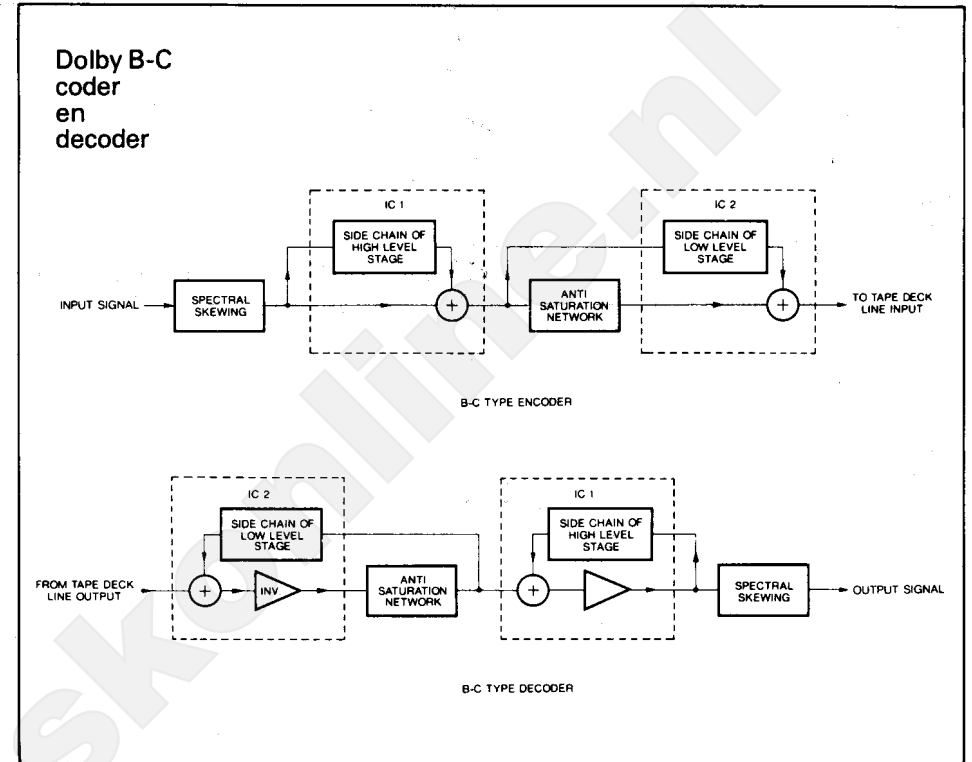 Dolby B-C
coder
en
decoder
IC 1
SIDE CHAIN OF
HIGH LEVEL
STAGE
IC 2
SIDE CHAIN OF
LOW LEVEL
STAGE
INPUT SIGNAL
SPECTRAL
SKEWING
+
ANTI
SATURATION
NETWORK
+
TO TAPE DECK
LINE INPUT
B-C TYPE ENCODER
IC 2
SIDE CHAIN OF
LOW LEVEL
STAGE
IC 1
SIDE CHAIN OF
HIGH LEVEL
STAGE
FROM TAPE DECK
LINE OUTPUT
+
INV
ANTI
SATURATION
NETWORK
+
SPECTRAL
SKEWING
OUTPUT SIGNAL
B-C TYPE DECODER
skonline.nl